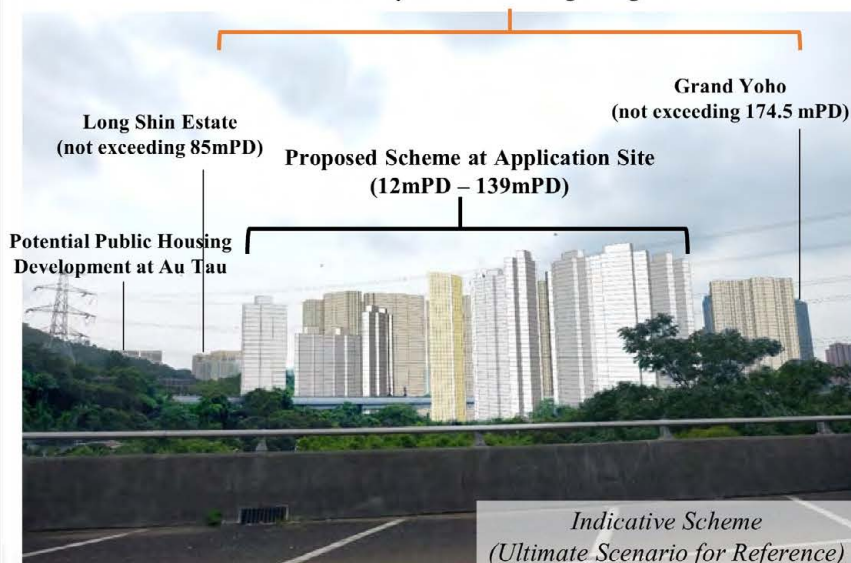 Grand Yoho
(not exceeding 174.5 mPD)
Long Shin Estate
(not exceeding 85mPD)
Proposed Scheme at Application Site
(12mPD – 139mPD)
Potential Public Housing
Development at Au Tau
Indicative Scheme
(Ultimate Scenario for Reference)